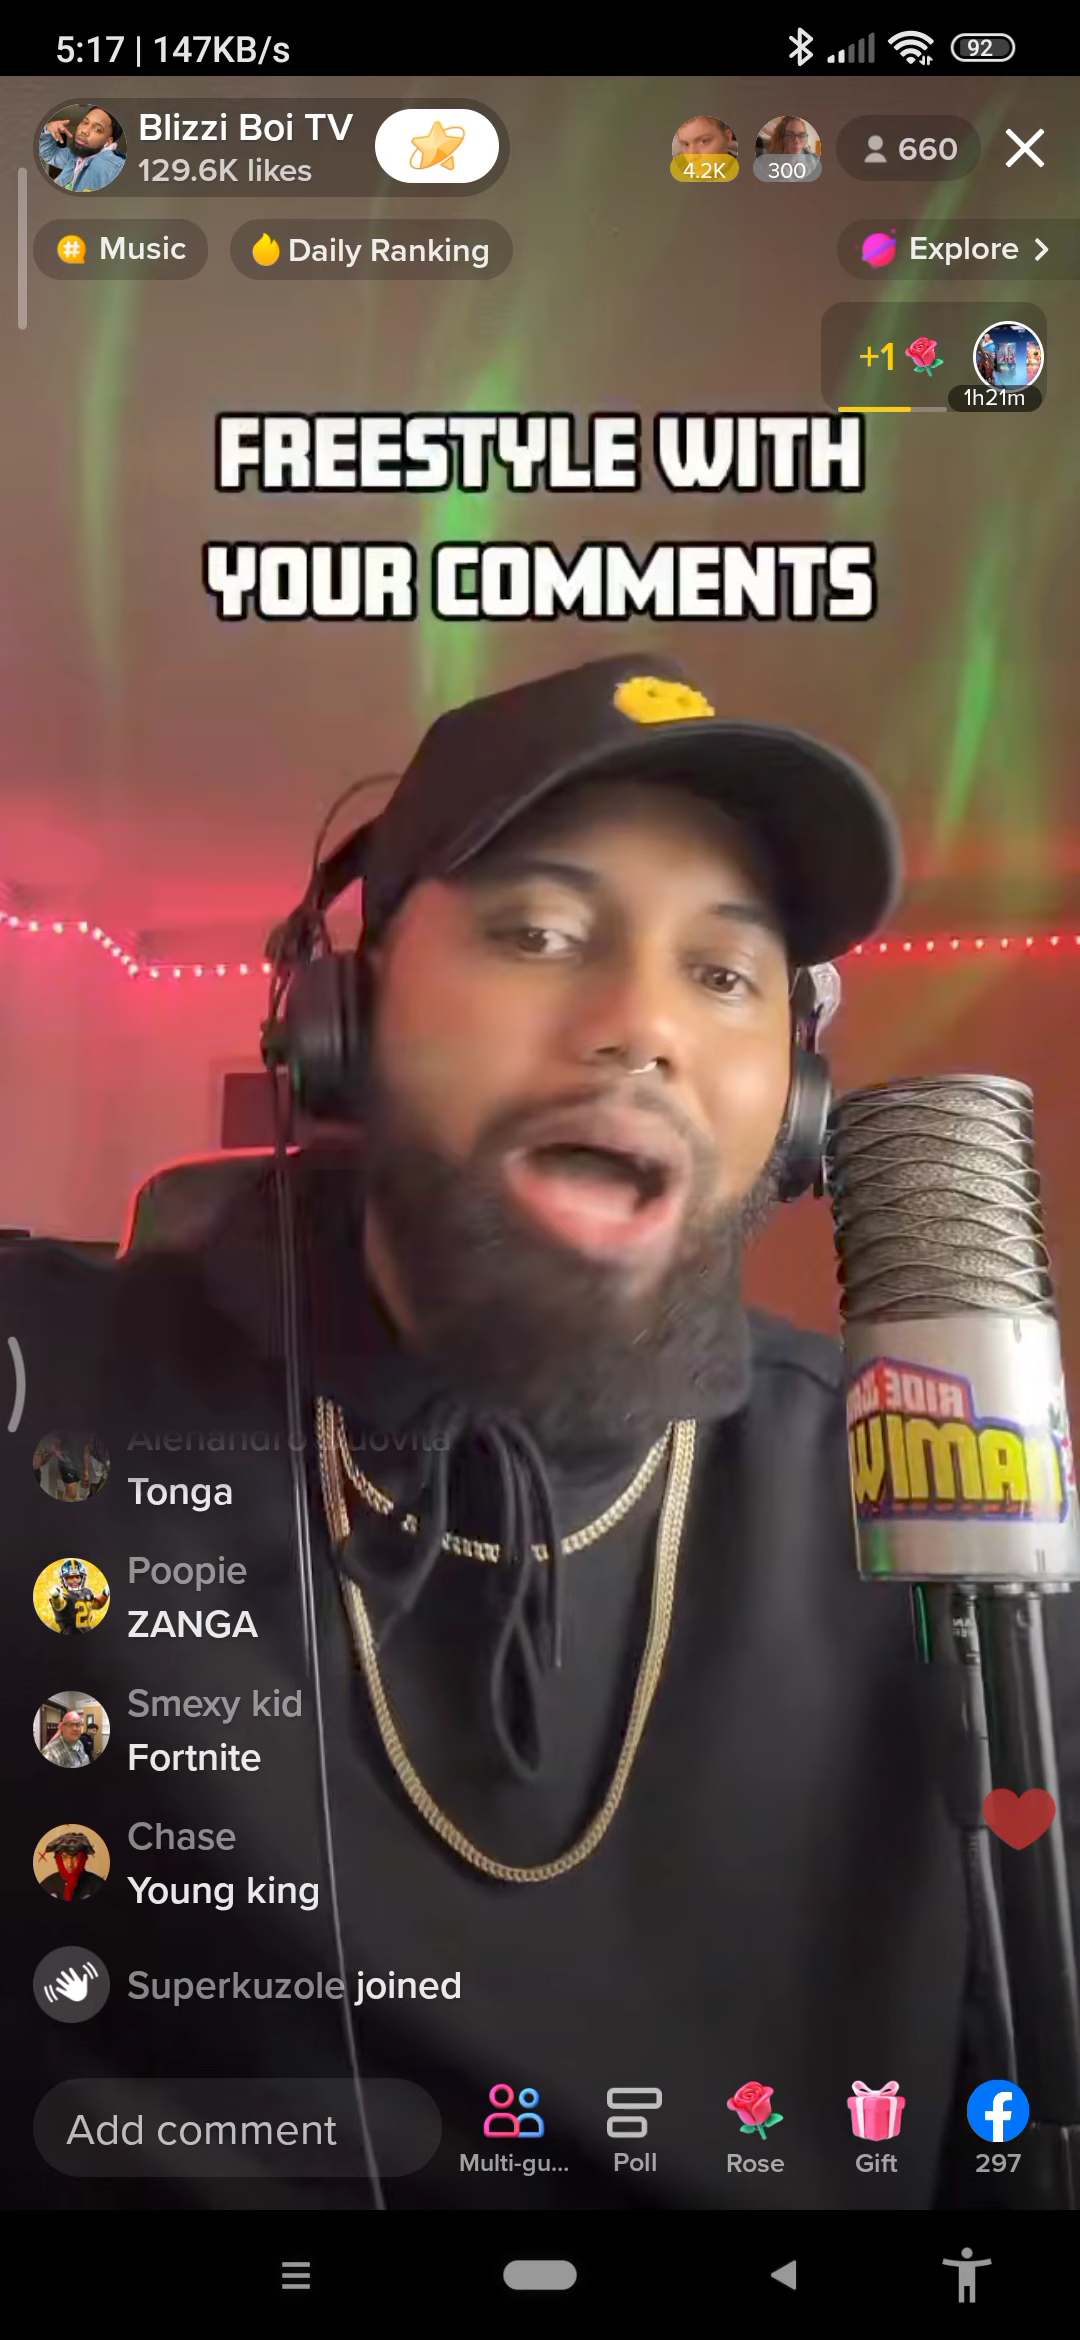 5:17 | 147KB/s
92
Blizzi Boi TV
129.6K likes
4.2K
300
660
Music
Daily Ranking
Explore
+1
1h21m
FREESTYLE WITH
YOUR COMMENTS
RIDE
Tonga
Poopie
ZANGA
Smexy kid
Fortnite
Chase
Young king
Superkuzole joined
Add comment
Multi-gu...
Poll
Rose
Gift
297